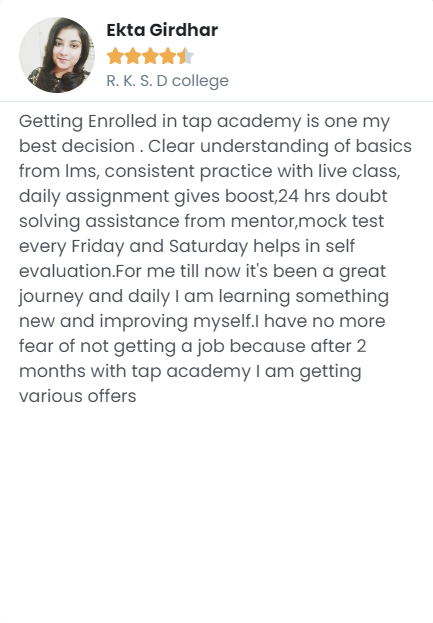 Ekta Girdhar
R. K. S. D college
Getting Enrolled in tap academy is one my
best decision . Clear understanding of basics
from lms, consistent practice with live class,
daily assignment gives boost,24 hrs doubt
solving assistance from mentor,mock test
every Friday and Saturday helps in self
evaluation.For me till now it's been a great
journey and daily I am learning something
new and improving myself.I have no more
fear of not getting a job because after 2
months with tap academy I am getting
various offers